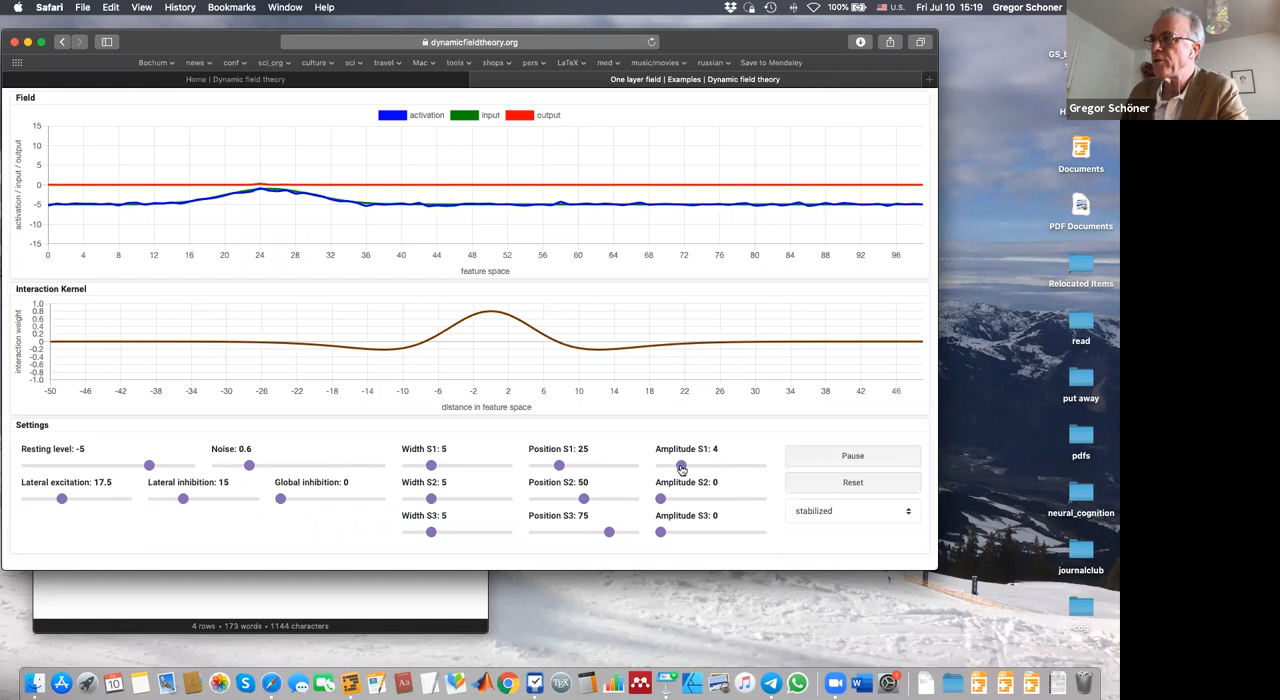 Safari File Edit View History Bookmarks Window Help
100% U.S. Fri Jul 10 15:19 Gregor Schoner
dynamicfieldtheory.org
Bochum news conf sci_org culture sci travel Mac tools shops pers LaTeX med music/movies russian Save to Mendeley
Home | Dynamic field theory
One layer field | Examples | Dynamic field theory
Field
activation input output
15
10
5
0
-5
-10
-15
activation / input / output
0 4 8 12 16 20 24 28 32 36 40 44 48 52 56 60 64 68 72 76 80 84 88 92 96
feature space
Interaction Kernel
1.0
0.8
0.6
0.4
0.2
0
-0.2
-0.4
-0.6
-0.8
-1.0
interaction weight
-50 -46 -42 -38 -34 -30 -26 -22 -18 -14 -10 -6 -2 2 6 10 14 18 22 26 30 34 38 42 46
distance in feature space
Settings
Resting level: -5 Noise: 0.6 Width S1: 5 Position S1: 25 Amplitude S1: 4
Pause
Lateral excitation: 17.5 Lateral inhibition: 15 Global inhibition: 0 Width S2: 5 Position S2: 50 Amplitude S2: 0
Reset
Width S3: 5 Position S3: 75 Amplitude S3: 0
stabilized
4 rows • 173 words • 1144 characters
Gregor Schöner
Documents
PDF Documents
Relocated Items
read
put away
pdfs
neural_cognition
journalclub
10
TEX
Aa